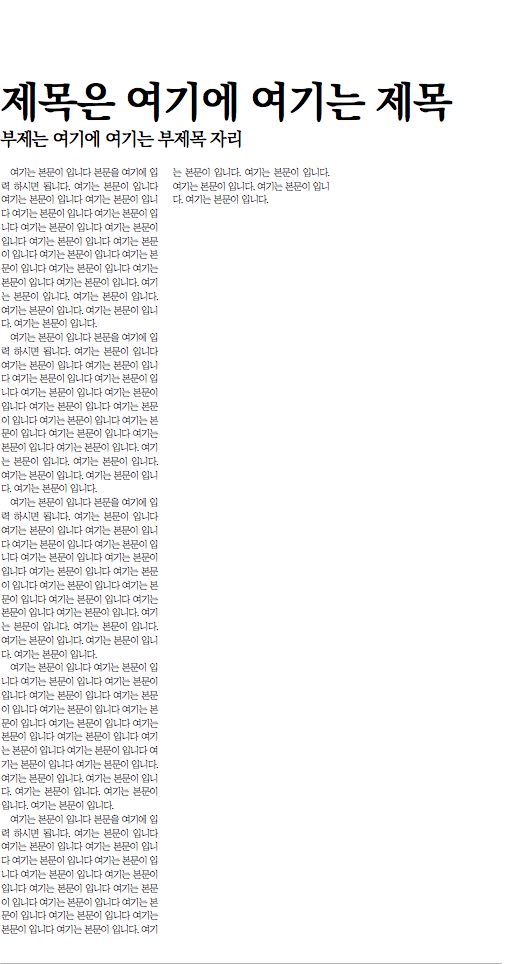 제목은 여기에 여기는 제목
부제는 여기에 여기는 부제목 자리
여기는 본문이 입니다 본문을 여기에 입
력 하시면 됩니다. 여기는 본문이 입니다
여기는 본문이 입니다 여기는 본문이 입니
다 여기는 본문이 입니다 여기는 본문이 입
니다 여기는 본문이 입니다 여기는 본문이
입니다 여기는 본문이 입니다 여기는 본문
이 입니다 여기는 본문이 입니다 여기는 본
문이 입니다 여기는 본문이 입니다 여기는
본문이 입니다 여기는 본문이 입니다. 여기
는 본문이 입니다. 여기는 본문이 입니다.
여기는 본문이 입니다. 여기는 본문이 입니
다. 여기는 본문이 입니다.
여기는 본문이 입니다 본문을 여기에 입
력 하시면 됩니다. 여기는 본문이 입니다
여기는 본문이 입니다 여기는 본문이 입니
다 여기는 본문이 입니다 여기는 본문이 입
니다 여기는 본문이 입니다 여기는 본문이
입니다 여기는 본문이 입니다 여기는 본문
이 입니다 여기는 본문이 입니다 여기는 본
문이 입니다 여기는 본문이 입니다 여기는
본문이 입니다 여기는 본문이 입니다. 여기
는 본문이 입니다. 여기는 본문이 입니다.
여기는 본문이 입니다. 여기는 본문이 입니
다. 여기는 본문이 입니다.
여기는 본문이 입니다 본문을 여기에 입
력 하시면 됩니다. 여기는 본문이 입니다
여기는 본문이 입니다 여기는 본문이 입니
다 여기는 본문이 입니다 여기는 본문이 입
니다 여기는 본문이 입니다 여기는 본문이
입니다 여기는 본문이 입니다 여기는 본문
이 입니다 여기는 본문이 입니다 여기는 본
문이 입니다 여기는 본문이 입니다 여기는
본문이 입니다 여기는 본문이 입니다. 여기
는 본문이 입니다. 여기는 본문이 입니다.
여기는 본문이 입니다. 여기는 본문이 입니
다. 여기는 본문이 입니다.
여기는 본문이 입니다 여기는 본문이 입
니다 여기는 본문이 입니다 여기는 본문이
입니다 여기는 본문이 입니다 여기는 본문
이 입니다 여기는 본문이 입니다 여기는 본
문이 입니다 여기는 본문이 입니다 여기는
본문이 입니다 여기는 본문이 입니다 여기
는 본문이 입니다 여기는 본문이 입니다 여
기는 본문이 입니다 여기는 본문이 입니다.
여기는 본문이 입니다. 여기는 본문이 입니
다. 여기는 본문이 입니다. 여기는 본문이
입니다. 여기는 본문이 입니다.
여기는 본문이 입니다 본문을 여기에 입
력 하시면 됩니다. 여기는 본문이 입니다
여기는 본문이 입니다 여기는 본문이 입니
다 여기는 본문이 입니다 여기는 본문이 입
니다 여기는 본문이 입니다 여기는 본문이
입니다 여기는 본문이 입니다 여기는 본문
이 입니다 여기는 본문이 입니다 여기는 본
문이 입니다 여기는 본문이 입니다 여기는
본문이 입니다 여기는 본문이 입니다. 여기
는 본문이 입니다. 여기는 본문이 입니다.
여기는 본문이 입니다. 여기는 본문이 입니
다. 여기는 본문이 입니다.